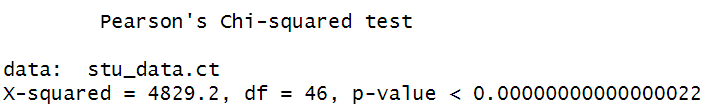 Pearson's Chi-squared test
data:  stu_data.ct
X-squared = 4829.2, df = 46, p-value < 0.00000000000000022